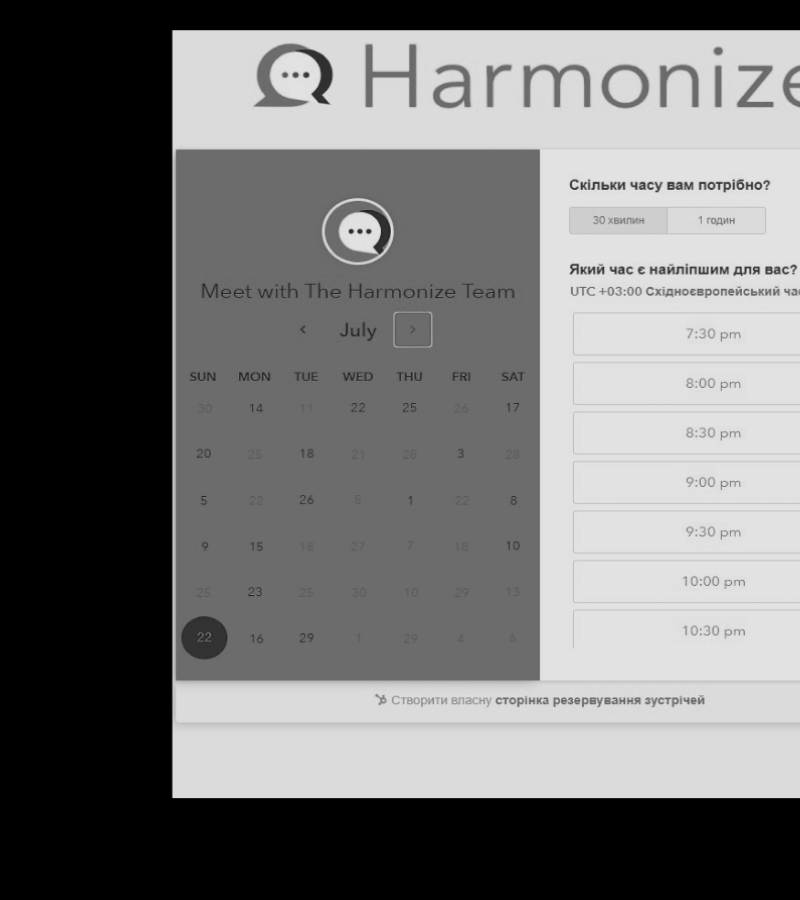 Harmonize
Meet with The Harmonize Team
July
SUN MON TUE WED THU FRI SAT
30 14 11 22 25 26 17
20 25 18 21 28 3 28
5 22 26 5 1 22 8
9 15 18 27 7 18 10
25 23 25 30 10 29 13
22 16 29 1 29 4 6
Скільки часу вам потрібно?
30 хвилин 1 годин
Який час є найліпшим для вас?
UTC +03:00 Східноєвропейський
7:30 pm
8:00 pm
8:30 pm
9:00 pm
9:30 pm
10:00 pm
10:30 pm
Створити власну сторінка резервування зустрічей